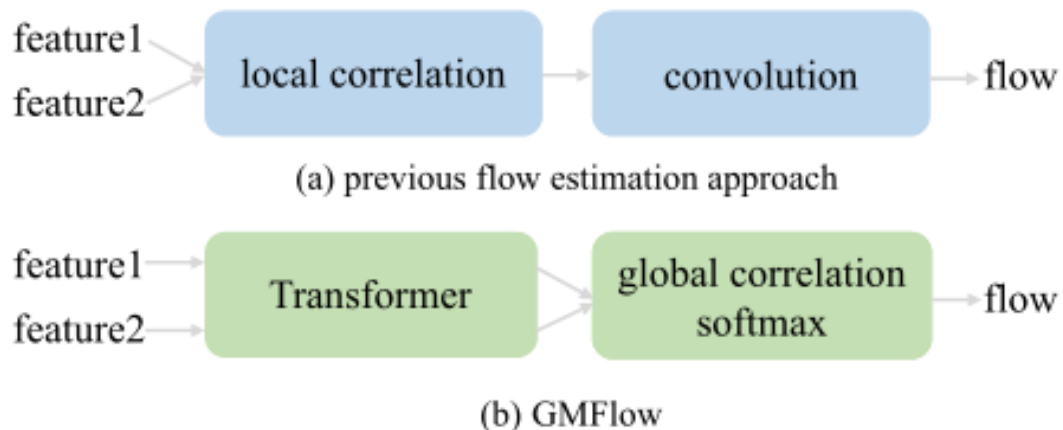 feature1
feature2
local correlation
convolution
flow
(a) previous flow estimation approach
feature1
feature2
Transformer
global correlation
softmax
flow
(b) GMFlow